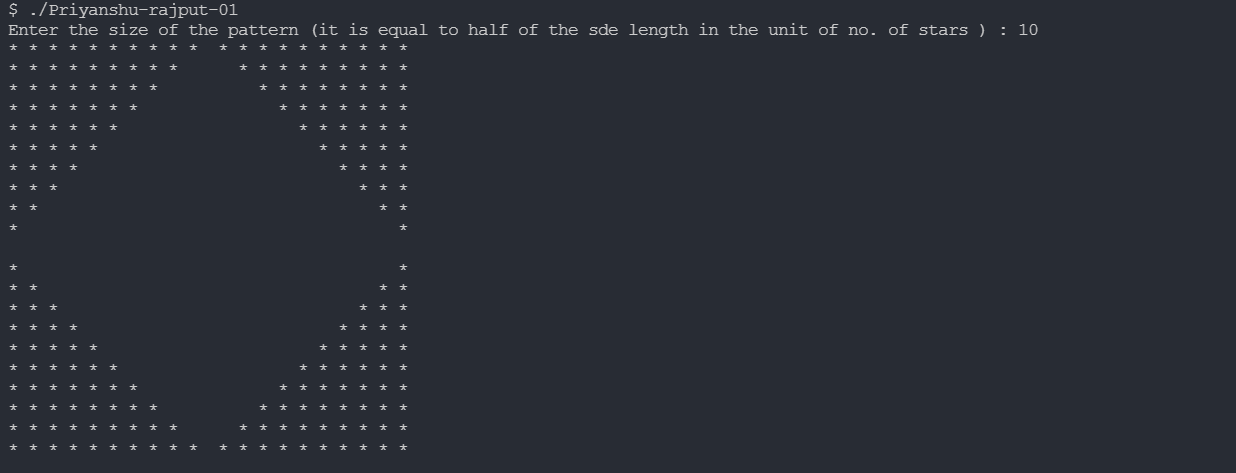 $ ./Priyanshu-rajput-01
Enter the size of the pattern (it is equal to half of the sde length in the unit of no. of stars ) : 10
* * * * * * * * * *  * * * * * * * * * *
* * * * * * * * *      * * * * * * * * *
* * * * * * * *          * * * * * * * *
* * * * * * *              * * * * * * *
* * * * * *                  * * * * * *
* * * * *                      * * * * *
* * * *                          * * * *
* * *                              * * *
* *                                  * *
*                                      *

*                                      *
* *                                  * *
* * *                              * * *
* * * *                          * * * *
* * * * *                      * * * * *
* * * * * *                  * * * * * *
* * * * * * *              * * * * * * *
* * * * * * * *          * * * * * * * *
* * * * * * * * *      * * * * * * * * *
* * * * * * * * * *  * * * * * * * * * *